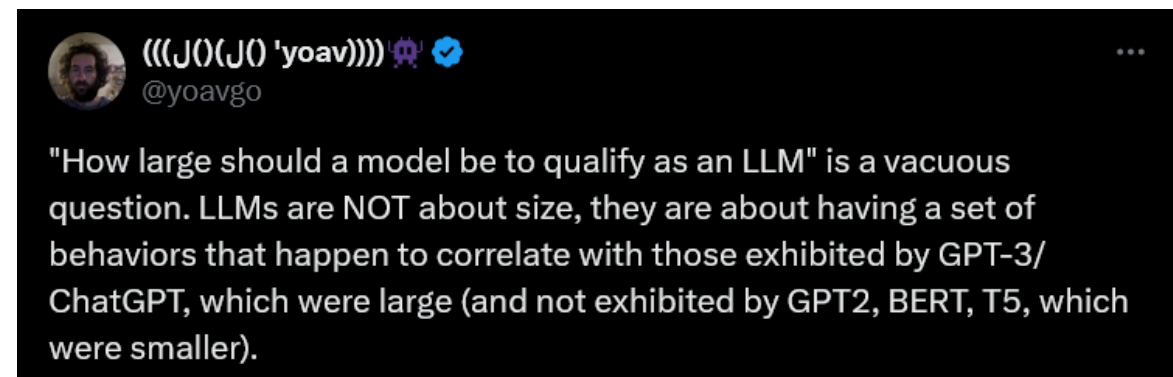 (((ل()(ل() 'yoav))))👾
@yoavgo
"How large should a model be to qualify as an LLM" is a vacuous
question. LLMs are NOT about size, they are about having a set of
behaviors that happen to correlate with those exhibited by GPT-3/
ChatGPT, which were large (and not exhibited by GPT2, BERT, T5, which
were smaller).